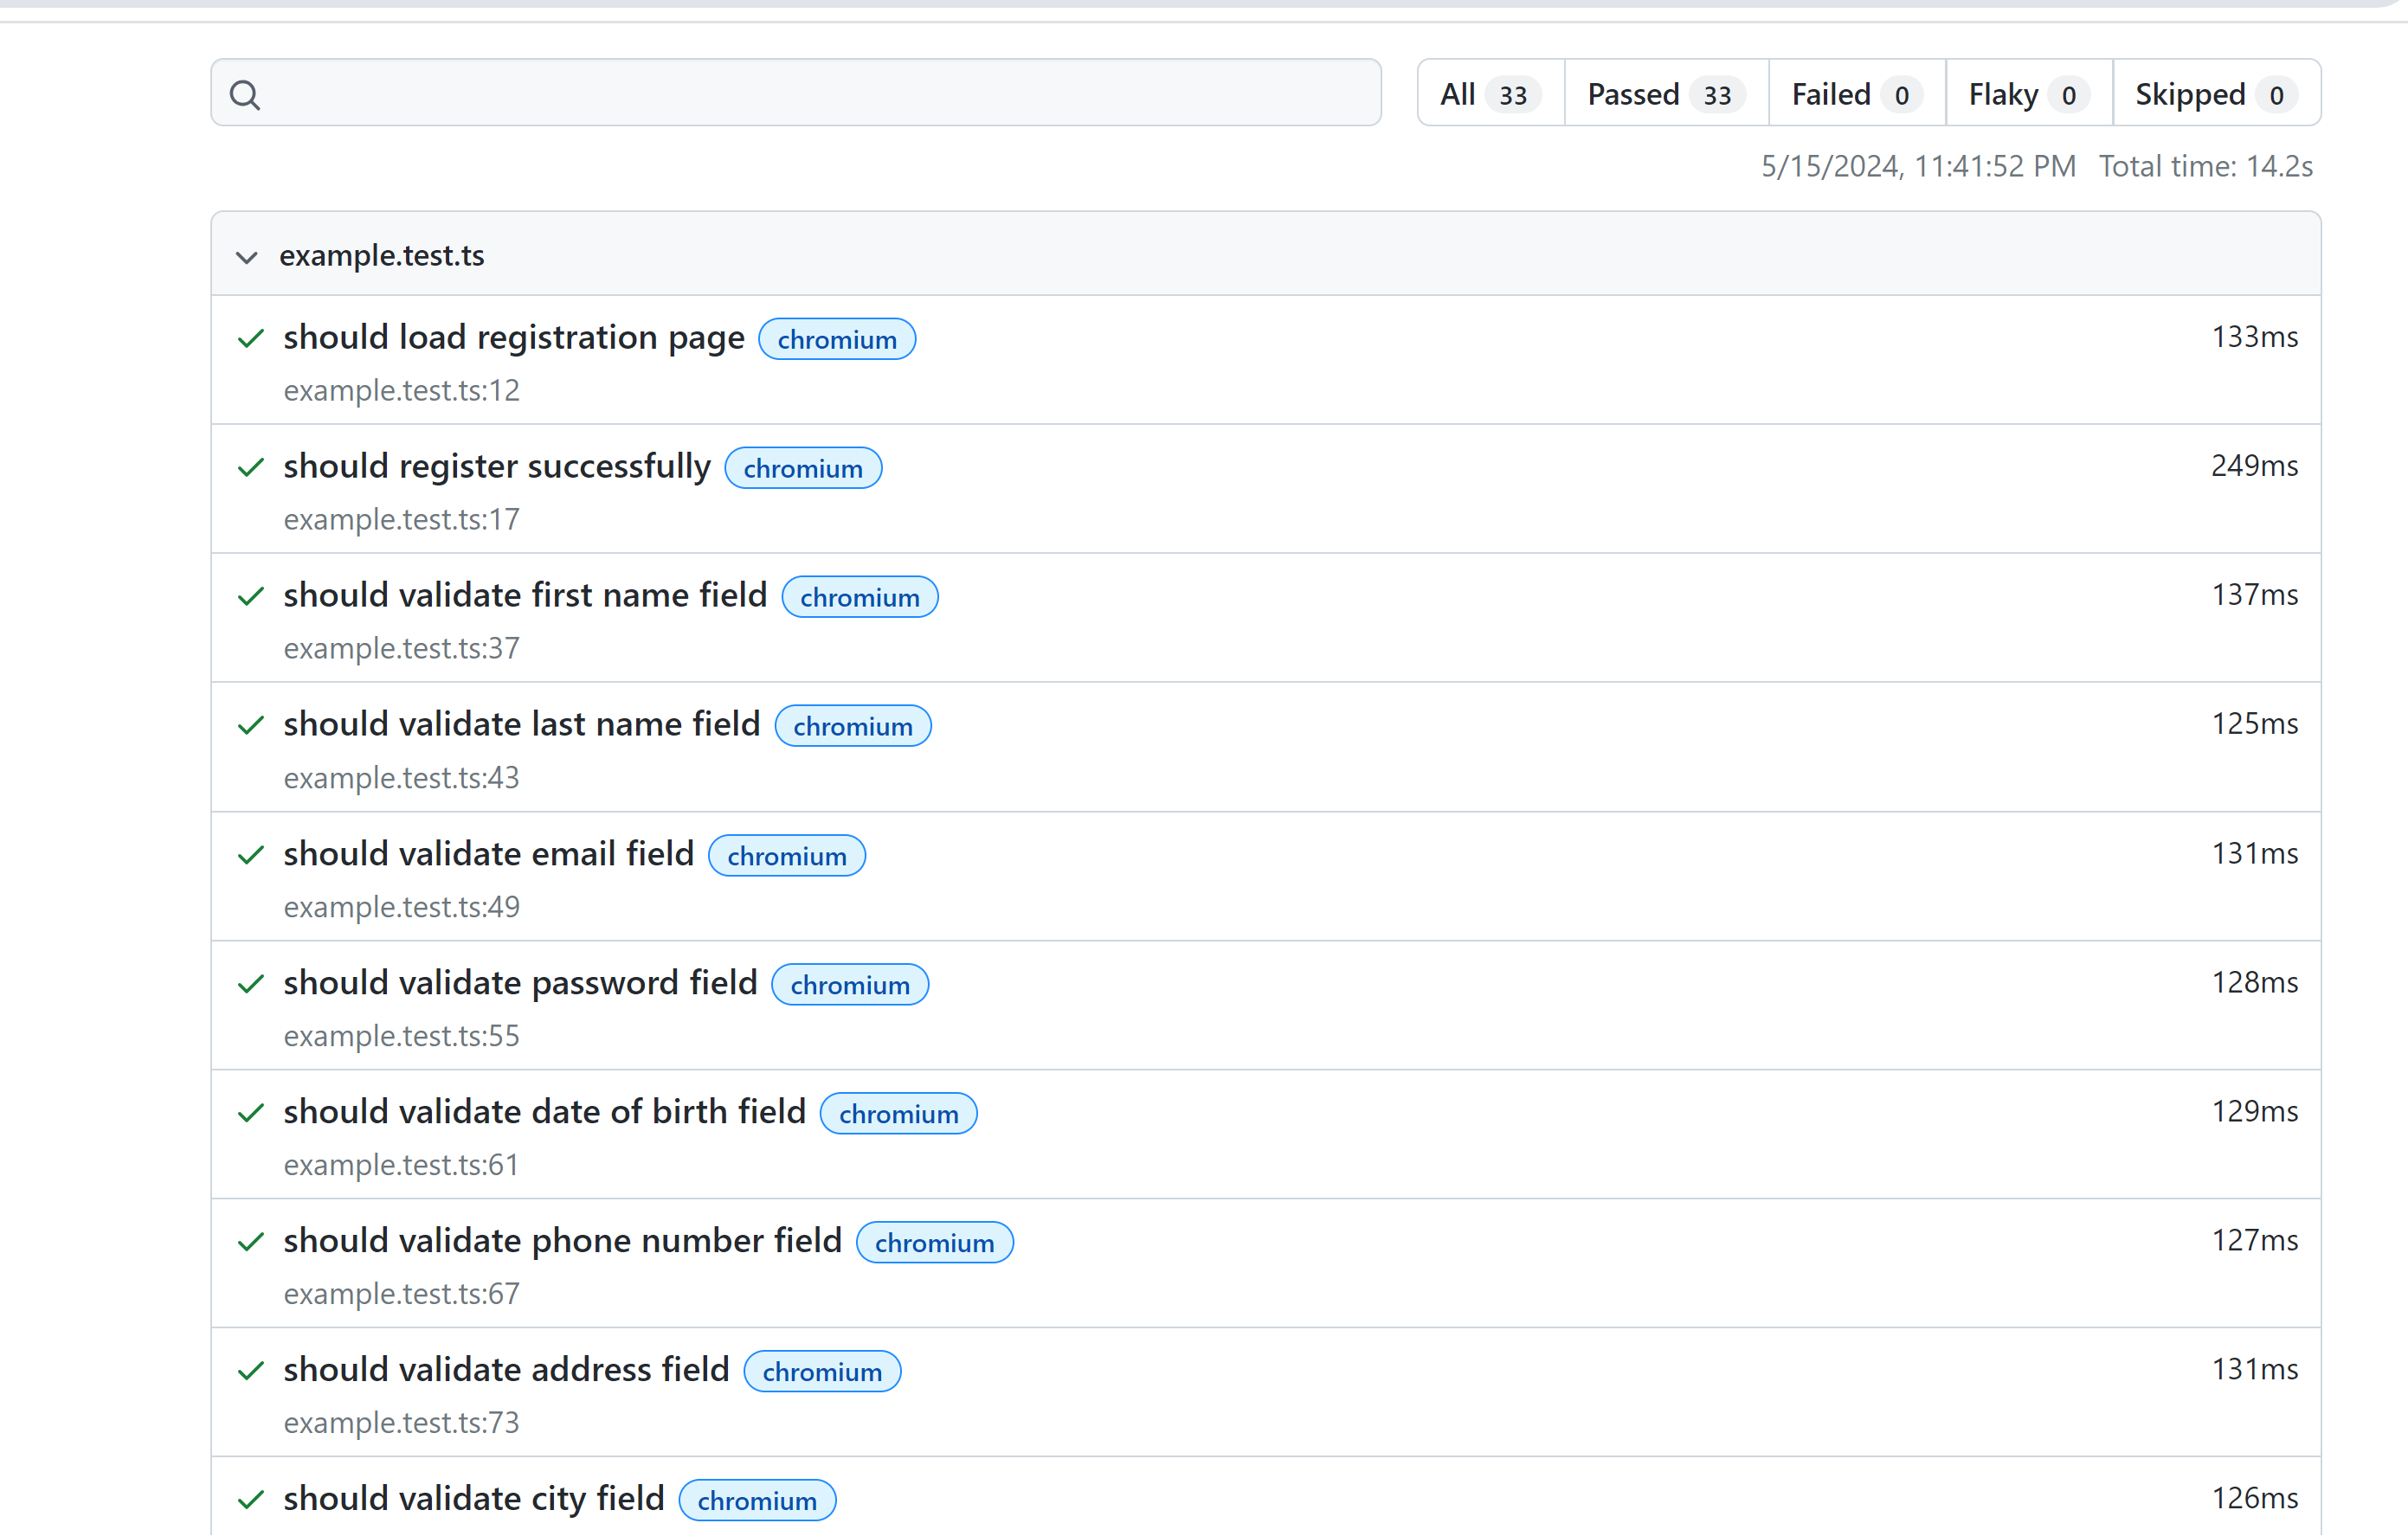 All 33 Passed 33 Failed 0 Flaky 0 Skipped 0
5/15/2024, 11:41:52 PM Total time: 14.2s
example.test.ts
should load registration page chromium 133ms
example.test.ts:12
should register successfully chromium 249ms
example.test.ts:17
should validate first name field chromium 137ms
example.test.ts:37
should validate last name field chromium 125ms
example.test.ts:43
should validate email field chromium 131ms
example.test.ts:49
should validate password field chromium 128ms
example.test.ts:55
should validate date of birth field chromium 129ms
example.test.ts:61
should validate phone number field chromium 127ms
example.test.ts:67
should validate address field chromium 131ms
example.test.ts:73
should validate city field chromium 126ms